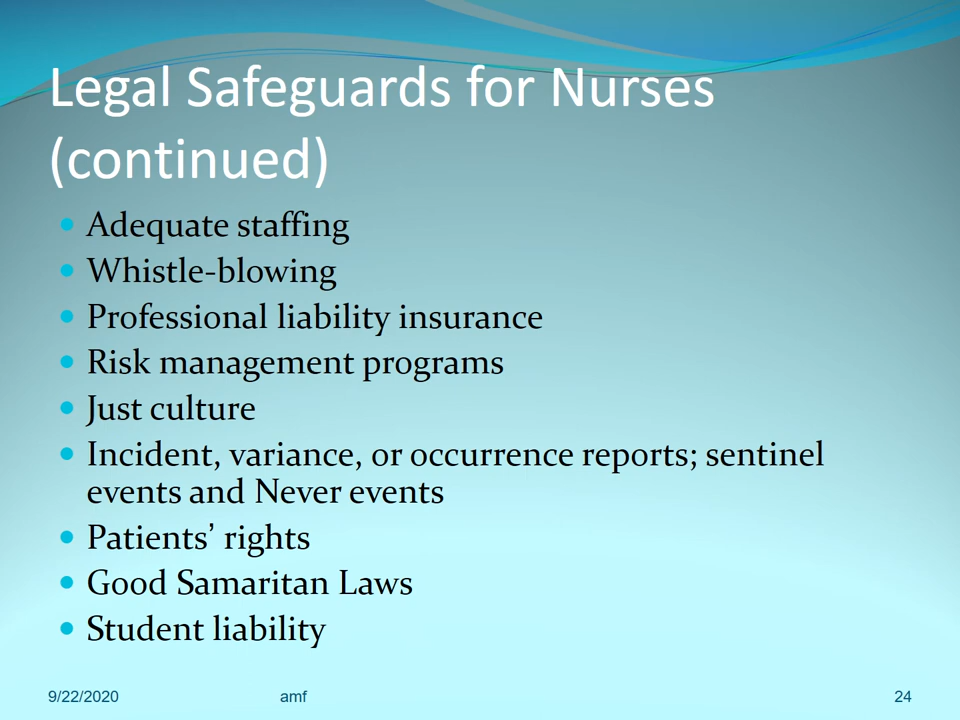 Legal Safeguards for Nurses
(continued)
Adequate staffing
Whistle-blowing
Professional liability insurance
Risk management programs
Just culture
Incident, variance, or occurrence reports; sentinel
events and Never events
Patients’ rights
Good Samaritan Laws
Student liability
9/22/2020 amf 24